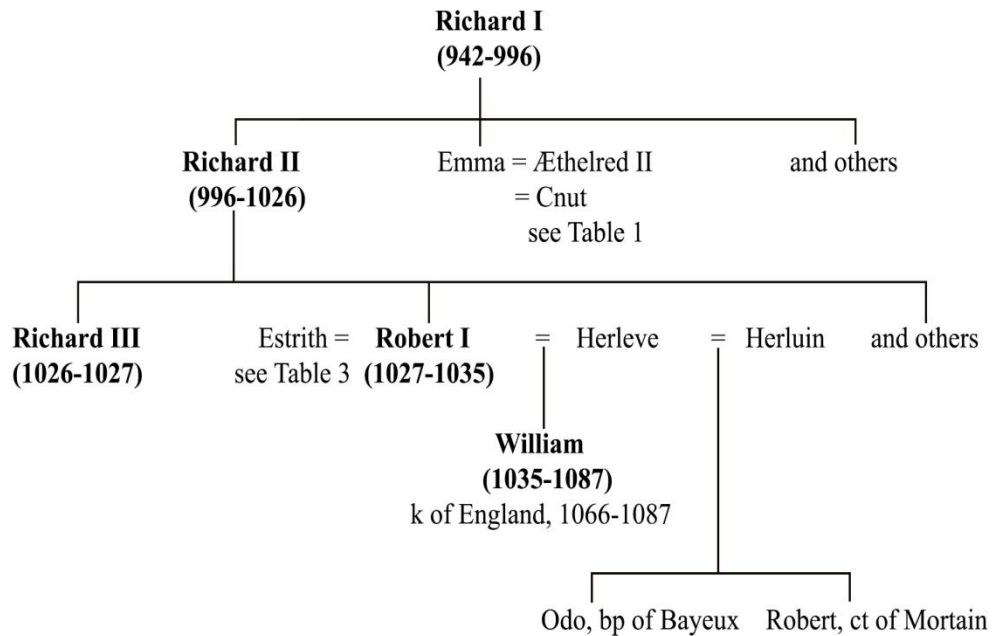 Richard I
(942-996)
Richard II
(996-1026)
Emma = Æthelred II
= Cnut
see Table 1
and others
Richard III
(1026-1027)
Estrith =
see Table 3
Robert I
(1027-1035)
= Herleve = Herluin
and others
William
(1035-1087)
k of England, 1066-1087
Odo, bp of Bayeux
Robert, ct of Mortain